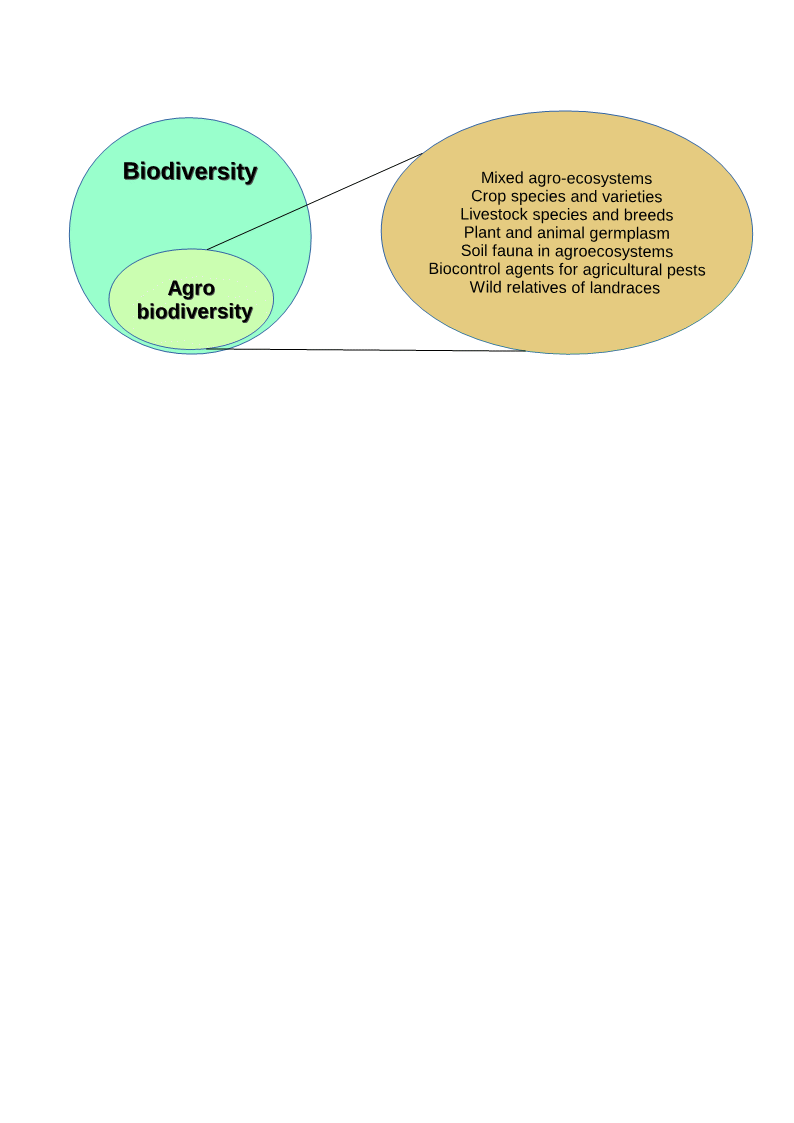 Biodiversity
Agro
biodiversity
Mixed agro-ecosystems
Crop species and varieties
Livestock species and breeds
Plant and animal germplasm
Soil fauna in agroecosystems
Biocontrol agents for agricultural pests
Wild relatives of landraces